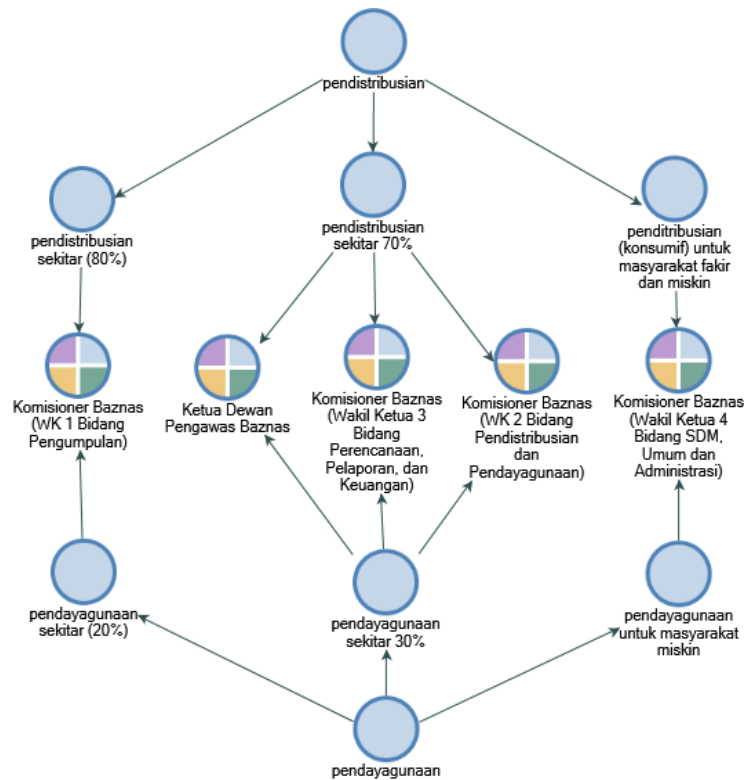 pendistribusian
pendistribusian
sekitar (80%)
pendistribusian
sekitar 70%
penditribusian
(konsumif) untuk
masyarakat fakir
dan miskin
Komisioner Baznas
(WK 1 Bidang
Pengumpulan)
Ketua Dewan
Pengawas Baznas
Komisioner Baznas
(Wakil Ketua 3
Bidang
Perencanaan,
Pelaporan, dan
Keuangan)
Komisioner Baznas
(WK 2 Bidang
Pendistribusian
dan
Pendayagunaan)
Komisioner Baznas
(Wakil Ketua 4
Bidang SDM,
Umum dan
Administrasi)
pendayagunaan
sekitar (20%)
pendayagunaan
sekitar 30%
pendayagunaan
untuk masyarakat
miskin
pendayagunaan